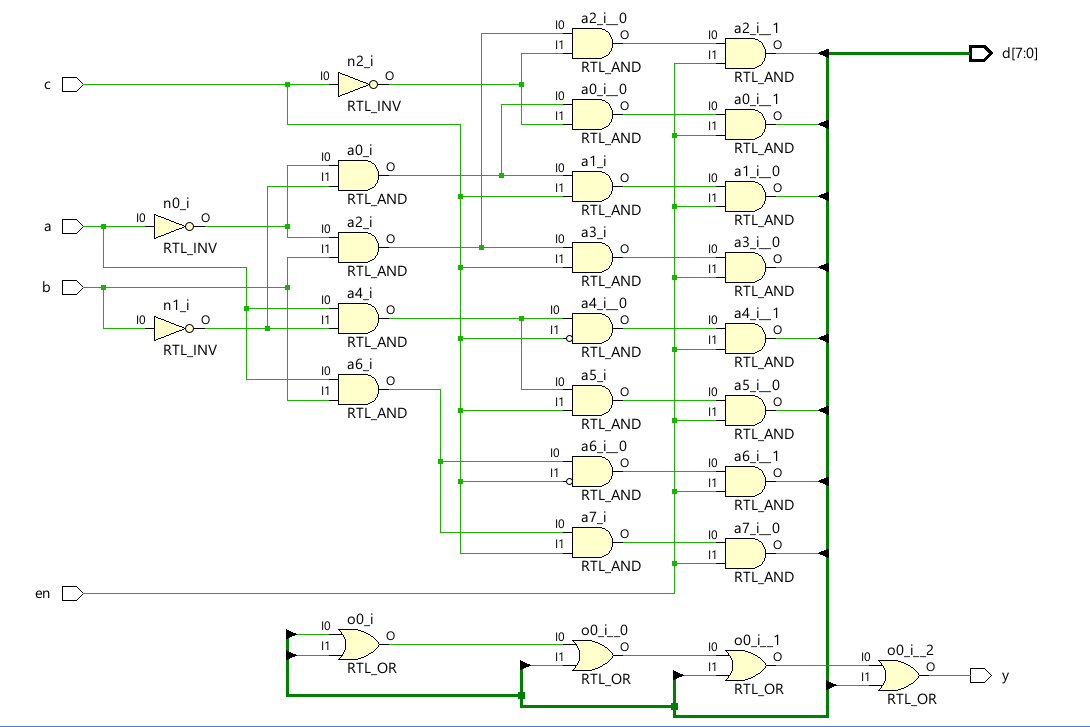 a2_i__0
I0 O I1
RTL_AND
a2_i__1
I0 O I1
RTL_AND
d[7:0]
c
n2_i
I0 O
RTL_INV
a0_i__0
I0 O I1
RTL_AND
a0_i__1
I0 O I1
RTL_AND
a0_i
I0 O I1
RTL_AND
a1_i
I0 O I1
RTL_AND
a1_i__0
I0 O I1
RTL_AND
a
n0_i
I0 O
RTL_INV
a2_i
I0 O I1
RTL_AND
a3_i
I0 O I1
RTL_AND
a3_i__0
I0 O I1
RTL_AND
b
n1_i
I0 O
RTL_INV
a4_i
I0 O I1
RTL_AND
a4_i__0
I0 O I1
RTL_AND
a4_i__1
I0 O I1
RTL_AND
a6_i
I0 O I1
RTL_AND
a5_i
I0 O I1
RTL_AND
a5_i__0
I0 O I1
RTL_AND
a6_i__0
I0 O I1
RTL_AND
a6_i__1
I0 O I1
RTL_AND
a7_i
I0 O I1
RTL_AND
a7_i__0
I0 O I1
RTL_AND
en
o0_i
I0 O I1
RTL_OR
o0_i__0
I0 O I1
RTL_OR
o0_i__1
I0 O I1
RTL_OR
o0_i__2
I0 O I1
RTL_OR
y